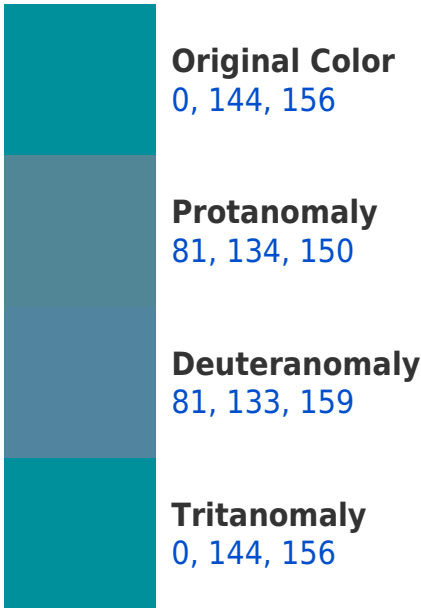 Original Color
0, 144, 156
Protanomaly
81, 134, 150
Deuteranomaly
81, 133, 159
Tritanomaly
0, 144, 156